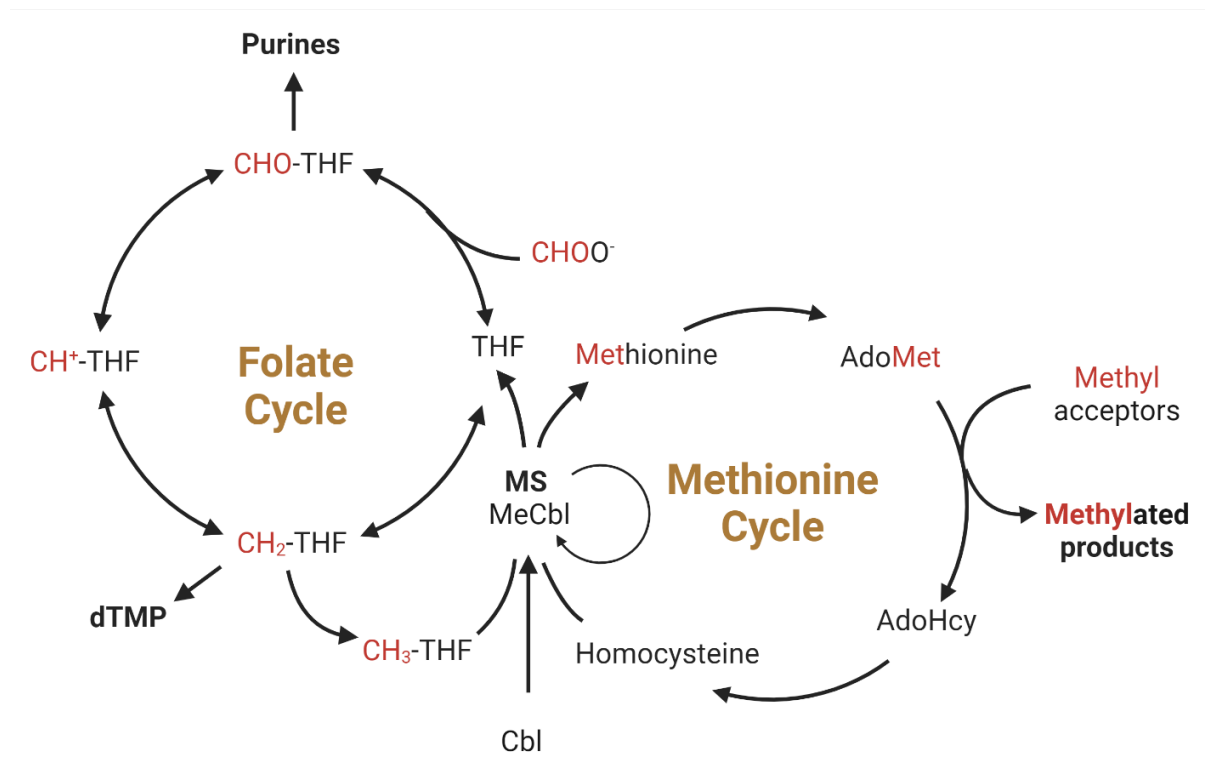 Purines
CHO-THF
CHOO⁻
THF
Methionine
AdoMet
CH⁺-THF
Folate
Cycle
Methyl
acceptors
MS
MeCbl
Methionine
Cycle
Methylated
products
CH₂-THF
dTMP
CH₃-THF
Homocysteine
AdoHcy
Cbl